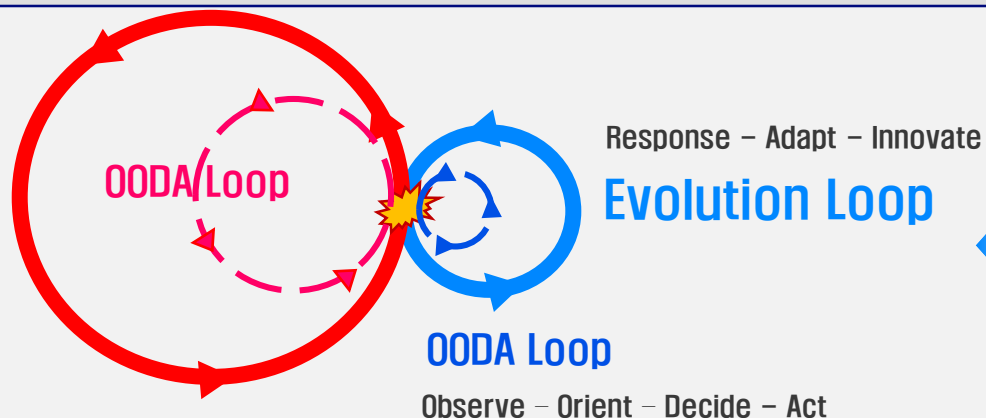 OODA Loop
Response – Adapt – Innovate
Evolution Loop
OODA Loop
Observe – Orient – Decide – Act